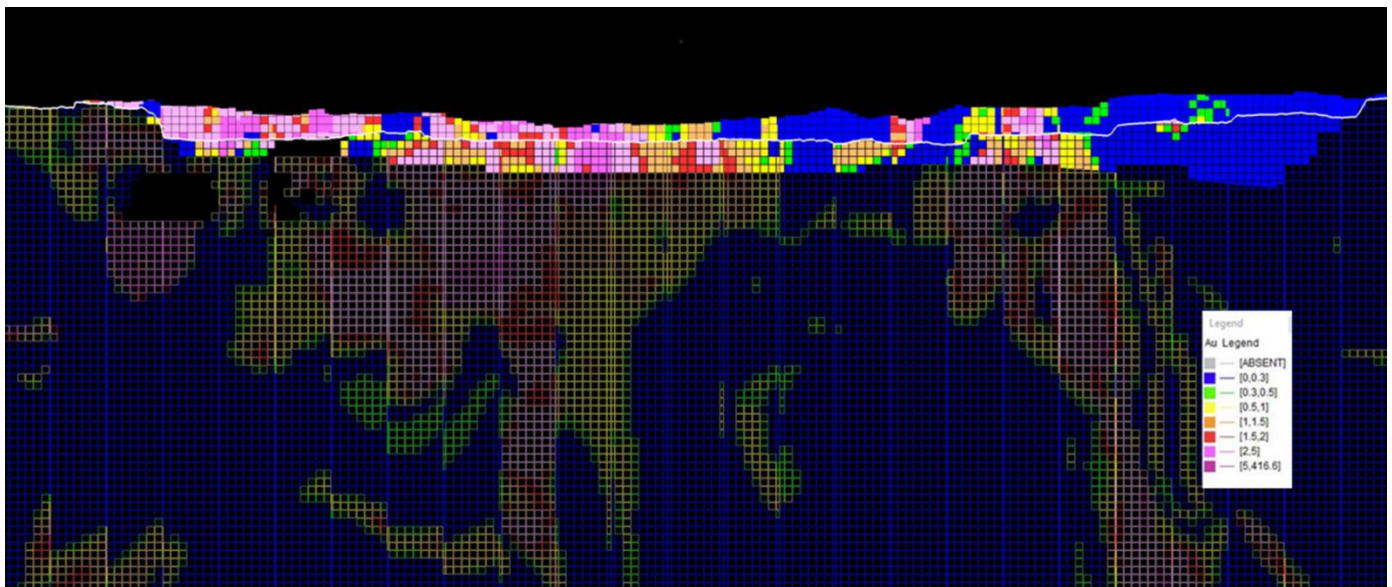 Legend
Au Legend
[ABSENT]
[0,0.3]
[0.3,0.5]
[0.5,1]
[1,1.5]
[1.5,2]
[2,5]
[5,416.6]